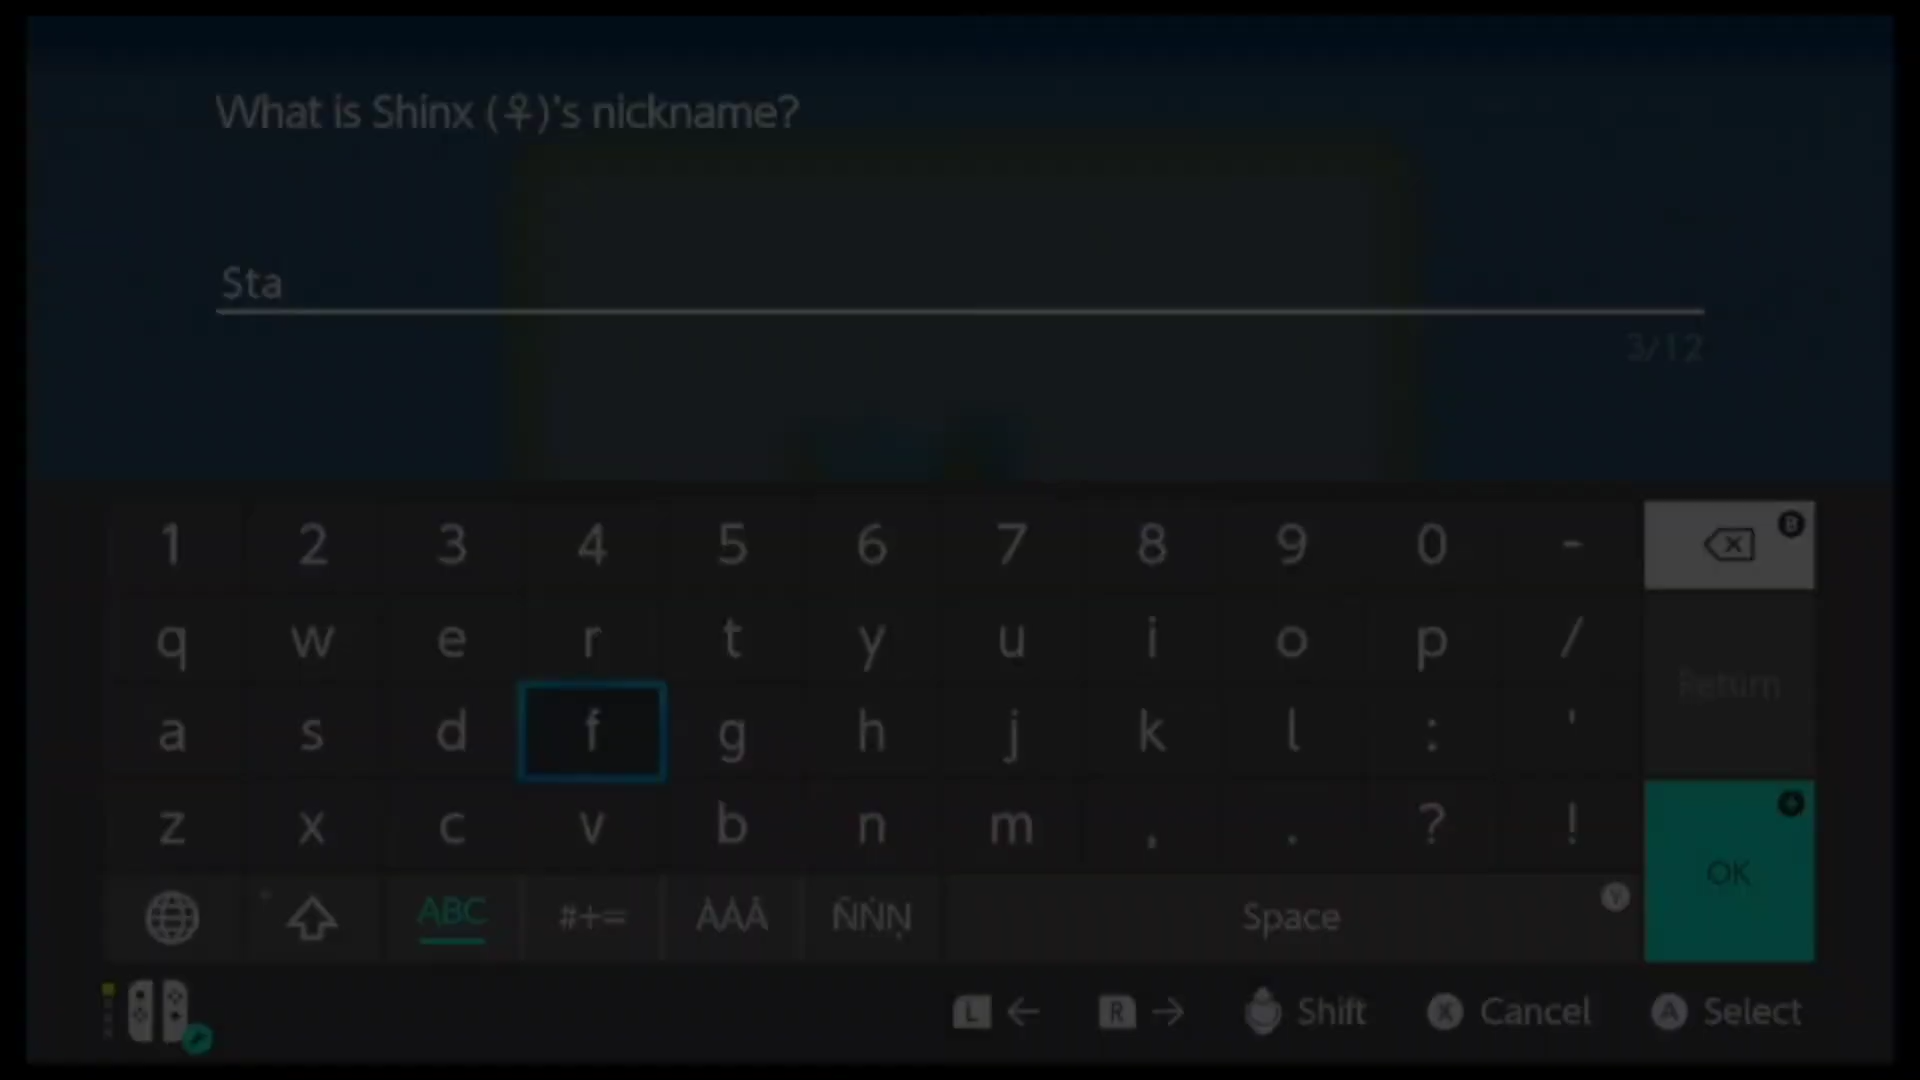 What is Shinx (♀)'s nickname?
Sta
3/12
1 2 3 4 5 6 7 8 9 0 -
B
q w e r t y u i o p /
Return
a s d f g h j k l : '
z x c v b n m , . ? !
+
OK
ABC #+= ÀÁÂ ÑŃŅ Space Y
L ← R → Shift X Cancel A Select